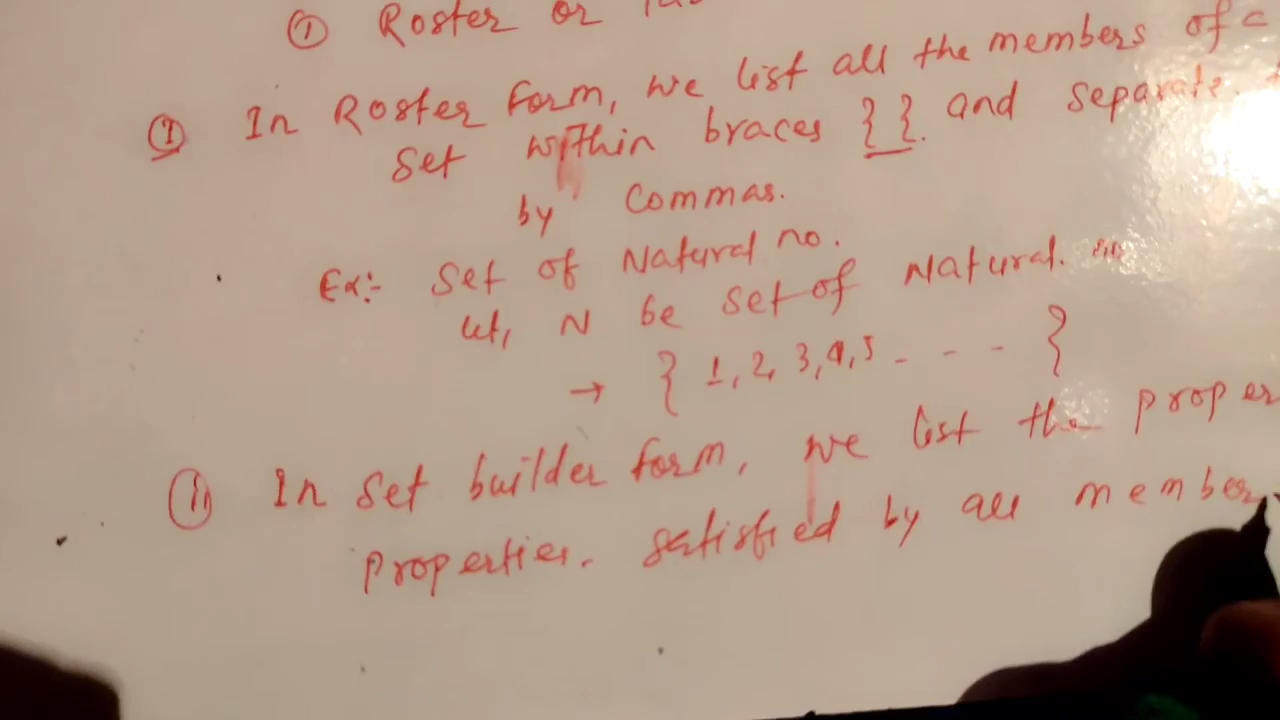 ① Roster or
① In Roster form, we list all the members of a
set within braces { }. and separate
by commas.
Ex:- Set of Natural no.
let, N be set of Natural.
→ { 1, 2, 3, 4, 5 - - - }
(ii) In set builder form, we list the proper
properties. satisfied by all member